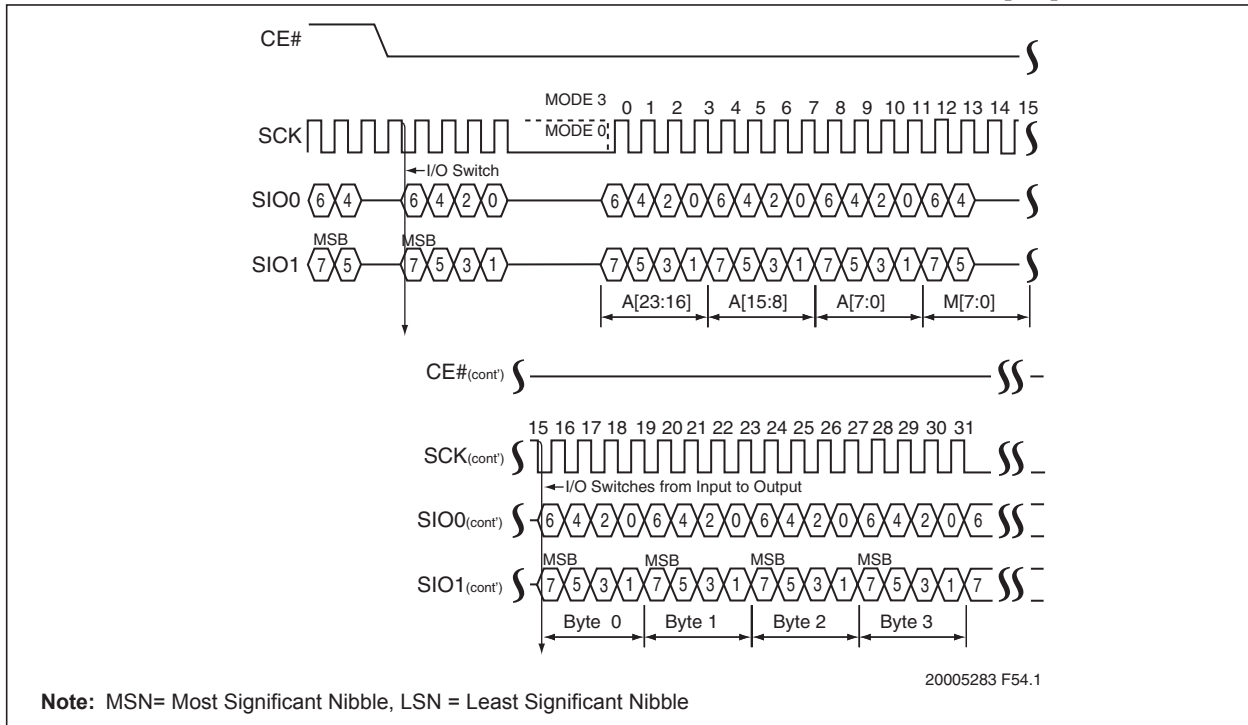 CE#
MODE 3
0 1 2 3 4 5 6 7 8 9 10 11 12 13 14 15
SCK
MODE 0
I/O Switch
SIO0
6 4 6 4 2 0 6 4 2 0 6 4 2 0 6 4 2 0 6 4
MSB MSB
SIO1
7 5 7 5 3 1 7 5 3 1 7 5 3 1 7 5 3 1 7 5
A[23:16] A[15:8] A[7:0] M[7:0]
CE#(cont')
15 16 17 18 19 20 21 22 23 24 25 26 27 28 29 30 31
SCK(cont')
I/O Switches from Input to Output
SIO0(cont')
6 4 2 0 6 4 2 0 6 4 2 0 6 4 2 0 6
MSB MSB MSB MSB
SIO1(cont')
7 5 3 1 7 5 3 1 7 5 3 1 7 5 3 1 7
Byte 0 Byte 1 Byte 2 Byte 3
20005283 F54.1
Note: MSN= Most Significant Nibble, LSN = Least Significant Nibble